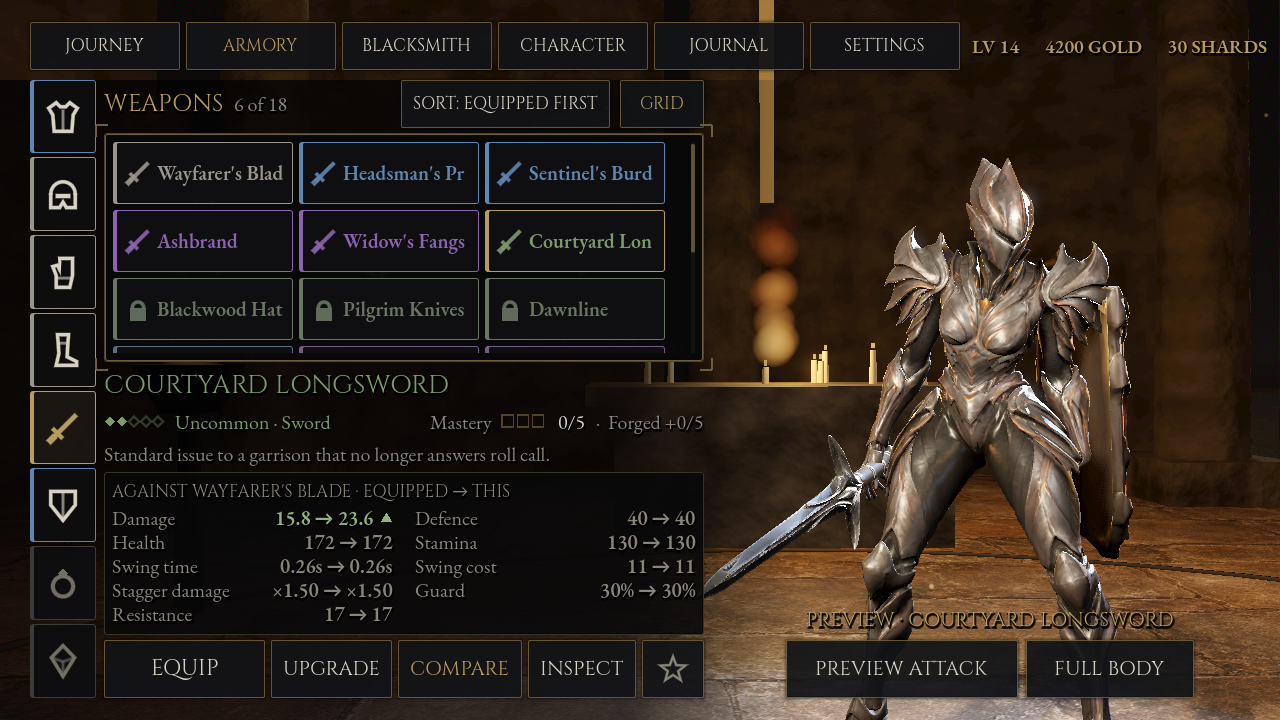 JOURNEY ARMORY BLACKSMITH CHARACTER JOURNAL SETTINGS LV 14 4200 GOLD 30 SHARDS
WEAPONS 6 of 18 SORT: EQUIPPED FIRST GRID
Wayfarer's Blad Headsman's Pr Sentinel's Burd
Ashbrand Widow's Fangs Courtyard Lon
Blackwood Hat Pilgrim Knives Dawnline
COURTYARD LONGSWORD
Uncommon · Sword Mastery 0/5 · Forged +0/5
Standard issue to a garrison that no longer answers roll call.
AGAINST WAYFARER'S BLADE · EQUIPPED → THIS
Damage 15.8 → 23.6 ▲ Defence 40 → 40
Health 172 → 172 Stamina 130 → 130
Swing time 0.26s → 0.26s Swing cost 11 → 11
Stagger damage ×1.50 → ×1.50 Guard 30% → 30%
Resistance 17 → 17
PREVIEW · COURTYARD LONGSWORD
EQUIP UPGRADE COMPARE INSPECT PREVIEW ATTACK FULL BODY